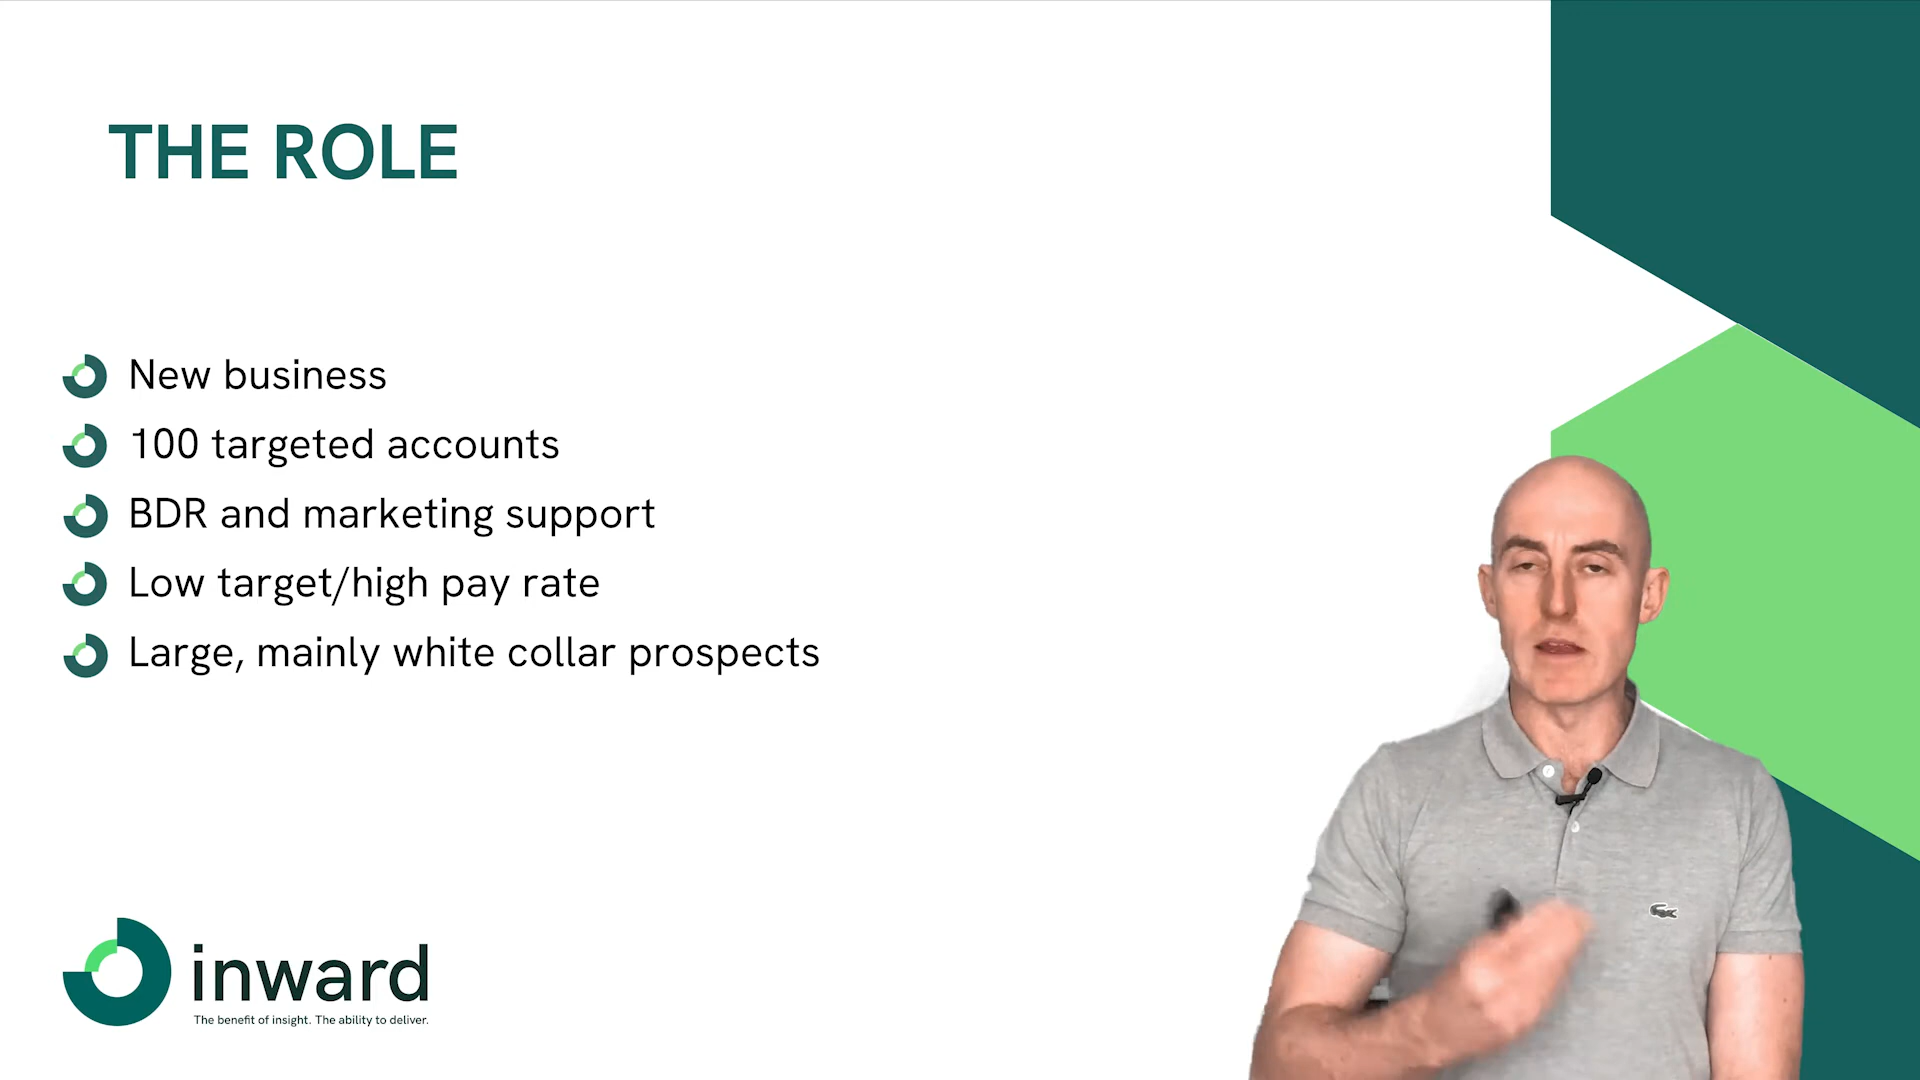 THE ROLE
New business
100 targeted accounts
BDR and marketing support
Low target/high pay rate
Large, mainly white collar prospects
inward
The benefit of insight. The ability to deliver.